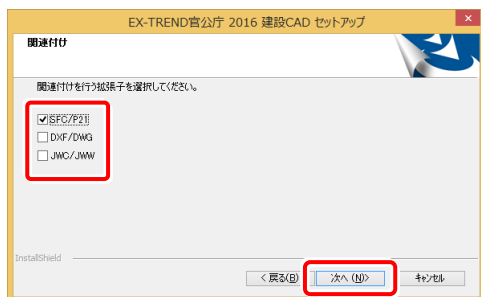 EX-TREND官公庁 2016 建設CAD セットアップ
関連付け
関連付けを行う拡張子を選択してください。
SFC/P21
DXF/DWG
JWC/JWW
InstallShield
< 戻る(B) 次へ (N)> キャンセル